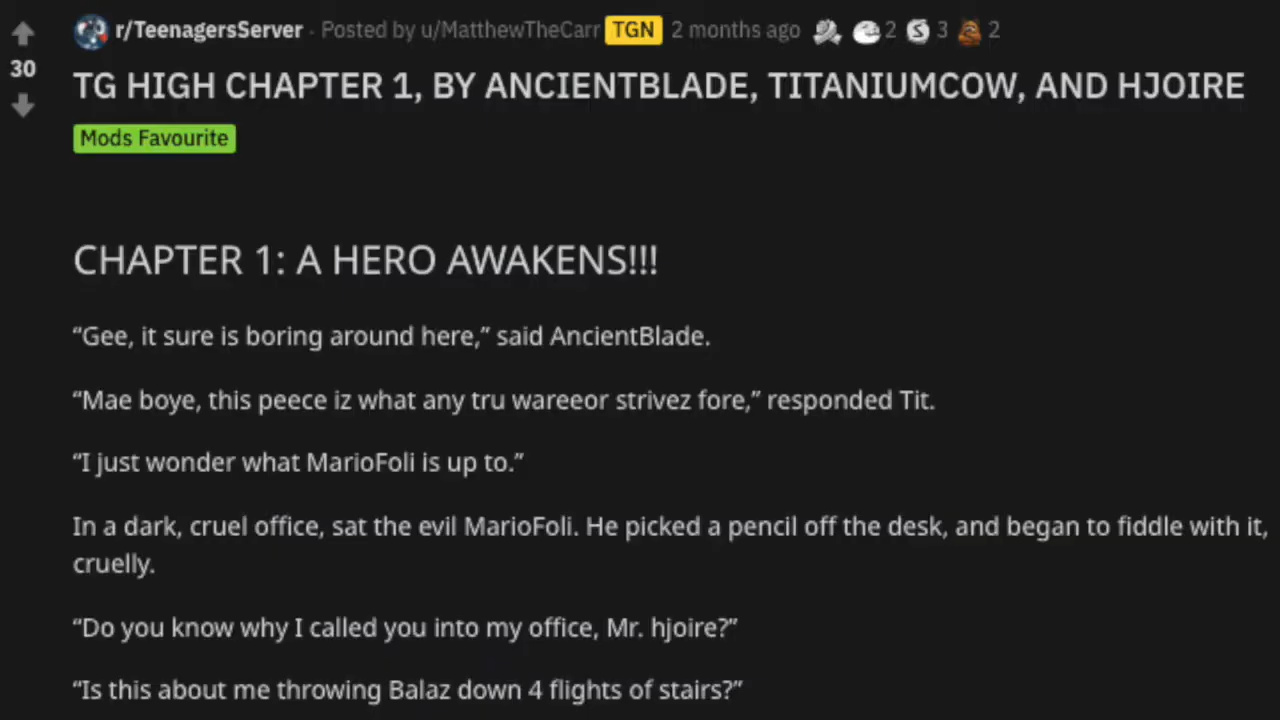 r/TeenagersServer · Posted by u/MatthewTheCarr TGN 2 months ago 2 3 2
30
TG HIGH CHAPTER 1, BY ANCIENTBLADE, TITANIUMCOW, AND HJOIRE
Mods Favourite
CHAPTER 1: A HERO AWAKENS!!!
“Gee, it sure is boring around here,” said AncientBlade.
“Mae boye, this peece iz what any tru wareeor strivez fore,” responded Tit.
“I just wonder what MarioFoli is up to.”
In a dark, cruel office, sat the evil MarioFoli. He picked a pencil off the desk, and began to fiddle with it,
cruelly.
“Do you know why I called you into my office, Mr. hjoire?”
“Is this about me throwing Balaz down 4 flights of stairs?”